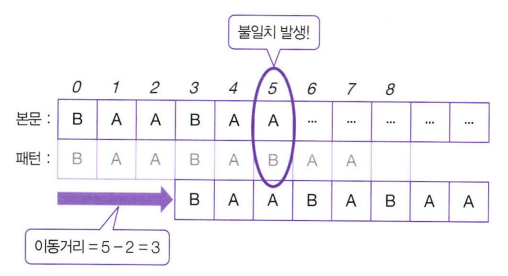 불일치 발생!
0 1 2 3 4 5 6 7 8
본문 : B A A B A A ... ... ... ... ...
패턴 : B A A B A B A A
B A A B A B A A
이동거리 = 5 - 2 = 3